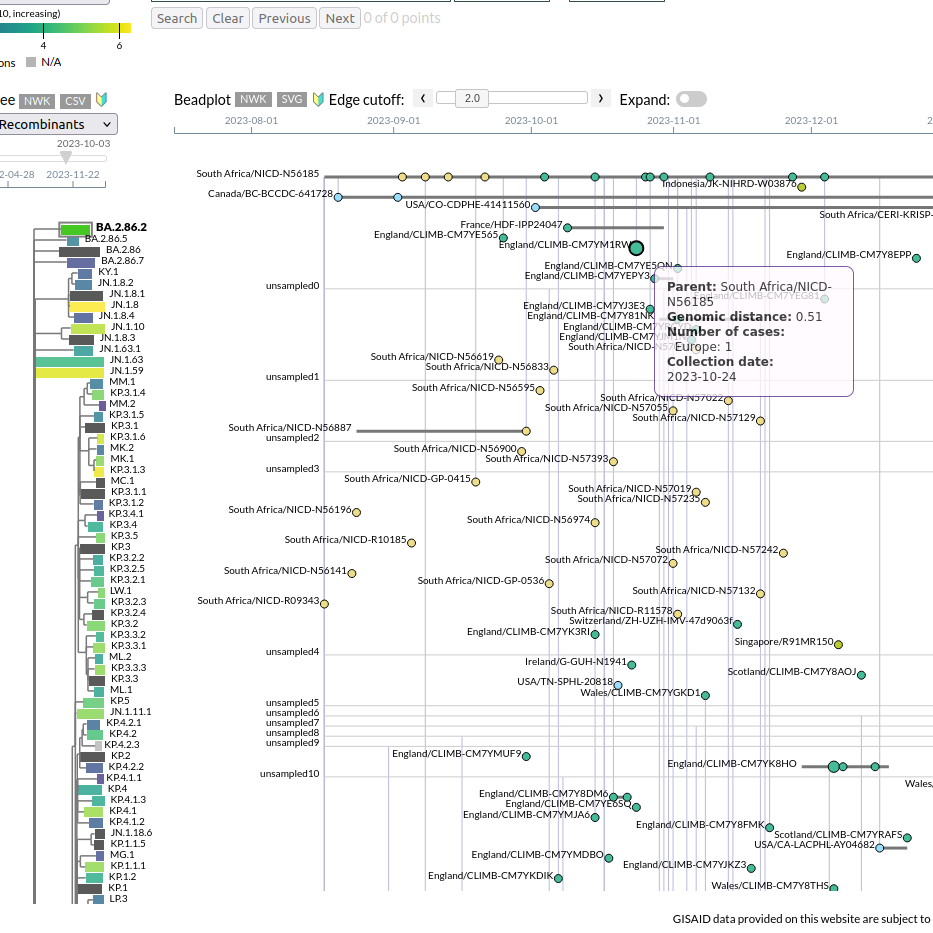 10, increasing)
4 6
ons N/A
Search Clear Previous Next 0 of 0 points
ee NWK CSV
Recombinants
2023-10-03
2-04-28 2023-11-22
Beadplot NWK SVG Edge cutoff: 2.0 Expand:
2023-08-01 2023-09-01 2023-10-01 2023-11-01 2023-12-01 2
BA.2.86.2
BA.2.86.5
BA.2.86
BA.2.86.7
KY.1
JN.1.8.2
JN.1.8.1
JN.1.8
JN.1.8.4
JN.1.10
JN.1.8.3
JN.1.63.1
JN.1.63
JN.1.59
MM.1
KP.3.1.4
MM.2
KP.3.1.5
KP.3.1
KP.3.1.6
MK.2
MK.1
KP.3.1.3
MC.1
KP.3.1.1
KP.3.1.2
KP.3.4.1
KP.3.4
KP.3.5
KP.3
KP.3.2.2
KP.3.2.5
KP.3.2.1
LW.1
KP.3.2.3
KP.3.2.4
KP.3.2
KP.3.3.2
KP.3.3.1
ML.2
KP.3.3.3
KP.3.3
ML.1
KP.5
JN.1.11.1
KP.4.2.1
KP.4.2
KP.4.2.3
KP.2
KP.4.2.2
KP.4.1.1
KP.4
KP.4.1.3
KP.4.1
KP.4.1.2
JN.1.18.6
KP.1.1.5
MG.1
KP.1.1.1
KP.1.2
KP.1
LP.3
South Africa/NICD-N56185
Indonesia/JK-NIHRD-W03876
Canada/BC-BCCDC-641728
USA/CO-CDPHE-41411560
South Africa/CERI-KRISP-
France/HDF-IPP24047
England/CLIMB-CM7YE565
England/CLIMB-CM7YM1RW
England/CLIMB-CM7Y8EPP
England/CLIMB-CM7YE5ON
England/CLIMB-CM7YEPY3
unsampled0
England/CLIMB-CM7YJ3E3
England/CLIMB-CM7Y81NK
Parent: South Africa/NICD-
N56185
Genomic distance: 0.51
Number of cases:
Europe: 1
Collection date:
2023-10-24
South Africa/NICD-N56619
South Africa/NICD-N56833
unsampled1
South Africa/NICD-N56595
South Africa/NICD-N57022
South Africa/NICD-N57055
South Africa/NICD-N57129
South Africa/NICD-N56887
unsampled2
South Africa/NICD-N56900
South Africa/NICD-N57393
unsampled3
South Africa/NICD-GP-0415
South Africa/NICD-N57019
South Africa/NICD-N57235
South Africa/NICD-N56196
South Africa/NICD-N56974
South Africa/NICD-R10185
South Africa/NICD-N57242
South Africa/NICD-N57072
South Africa/NICD-N56141
South Africa/NICD-GP-0536
South Africa/NICD-N57132
South Africa/NICD-R09343
South Africa/NICD-R11578
Switzerland/ZH-UZH-IMV-47d9063f
England/CLIMB-CM7YK3RI
Singapore/R91MR150
unsampled4
Ireland/G-GUH-N1941
Scotland/CLIMB-CM7Y8AOJ
USA/TN-SPHL-20818
Wales/CLIMB-CM7YGKD1
unsampled5
unsampled6
unsampled7
unsampled8
unsampled9
England/CLIMB-CM7YMUF9
England/CLIMB-CM7YK8HO
unsampled10
Wales/
England/CLIMB-CM7Y8DM6
England/CLIMB-CM7YE6SQ
England/CLIMB-CM7YMJA6
England/CLIMB-CM7Y8FMK
Scotland/CLIMB-CM7YRAFS
USA/CA-LACPHL-AY04682
England/CLIMB-CM7YMDBO
England/CLIMB-CM7YJKZ3
England/CLIMB-CM7YKDIK
Wales/CLIMB-CM7Y8THS
GISAID data provided on this website are subject to